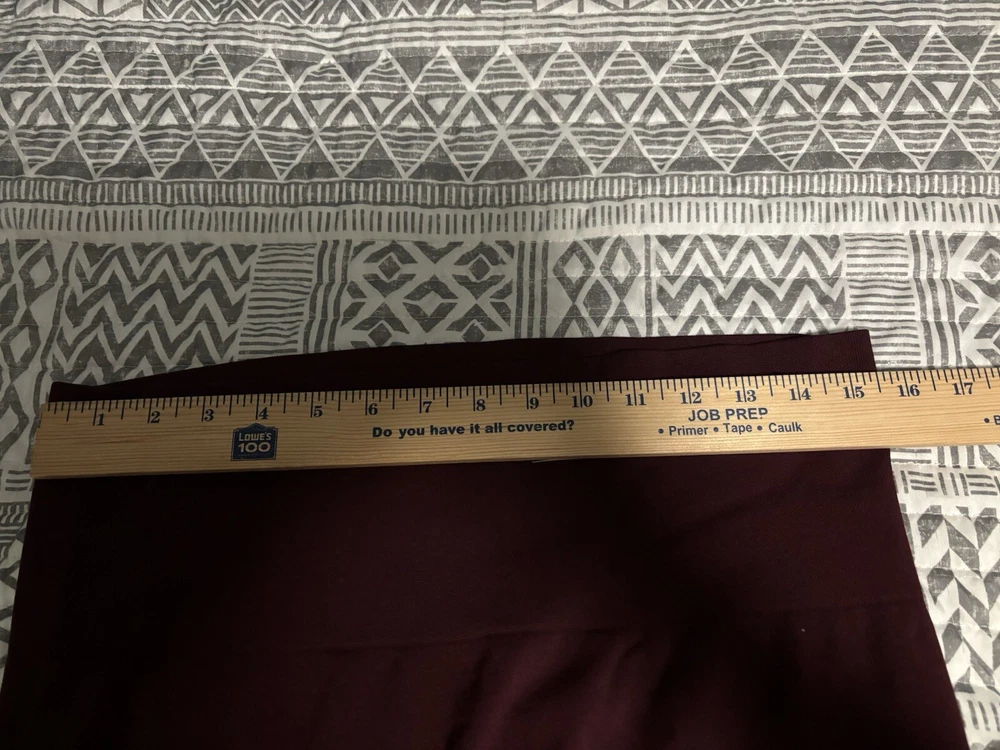 1 2 3 4 5 6 7 8 9 10 11 12 13 14 15 16 17
LOWE'S
100
Do you have it all covered?
JOB PREP
• Primer • Tape • Caulk
• B